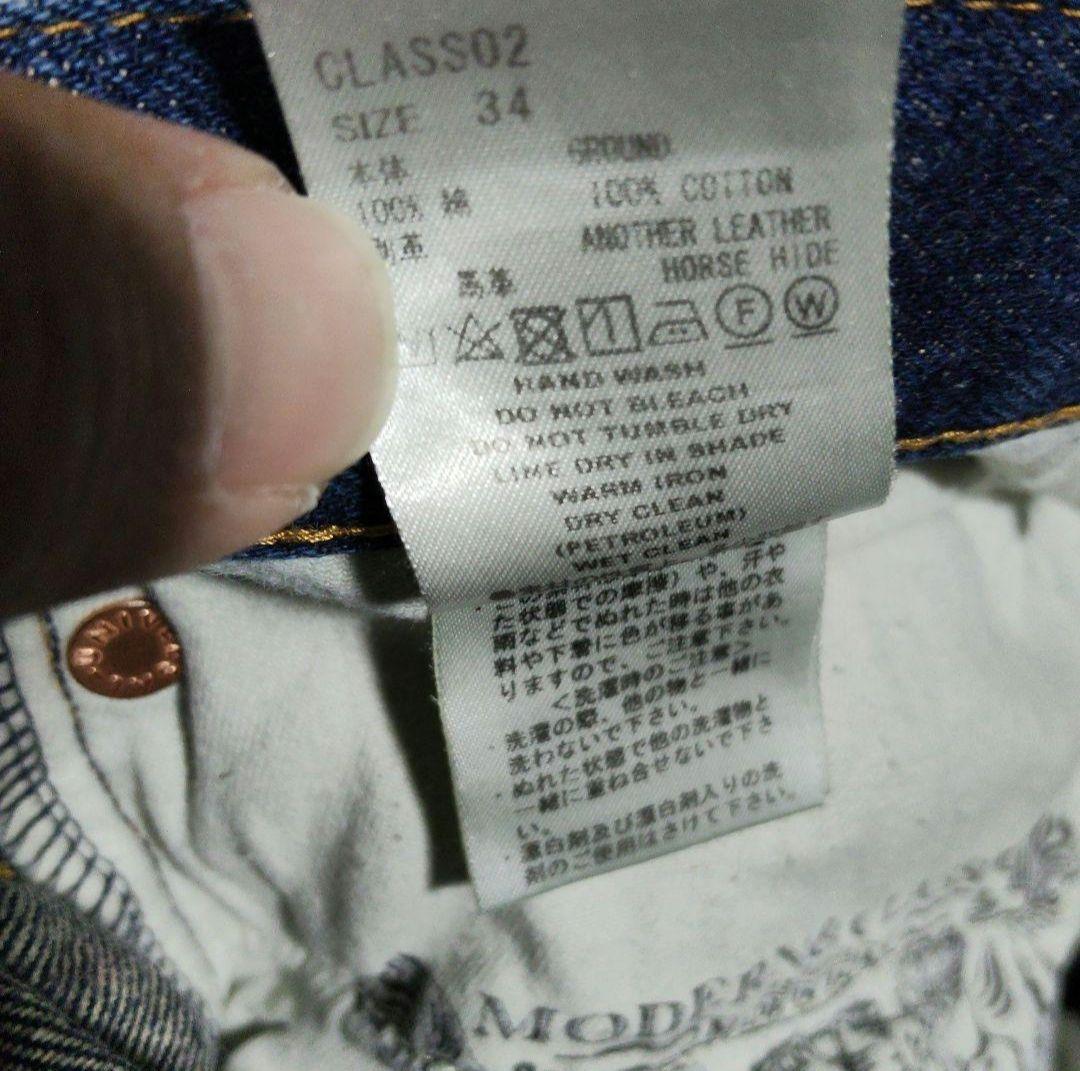 CLASS02
SIZE 34
本体 GROUND
100% 綿 100% COTTON
別革 ANOTHER LEATHER
馬革 HORSE HIDE
F W
HAND WASH
DO NOT BLEACH
DO NOT TUMBLE DRY
LINE DRY IN SHADE
WARM IRON
DRY CLEAN
(PETROLEUM)
WET CLEAN
た状態での摩擦)や、汗や
雨などでぬれた時は他の衣
料や下着に色が移る事があ
りますので、ご注意下さい。
<洗濯時のご注意>
・洗濯の際、他の物と一緒に
洗わないで下さい。
・ぬれた状態で他の洗濯物と
一緒に重ね合せないで下さ
い。
・漂白剤及び漂白剤入りの洗
剤のご使用はさけて下さい。
UNIVE
MODER